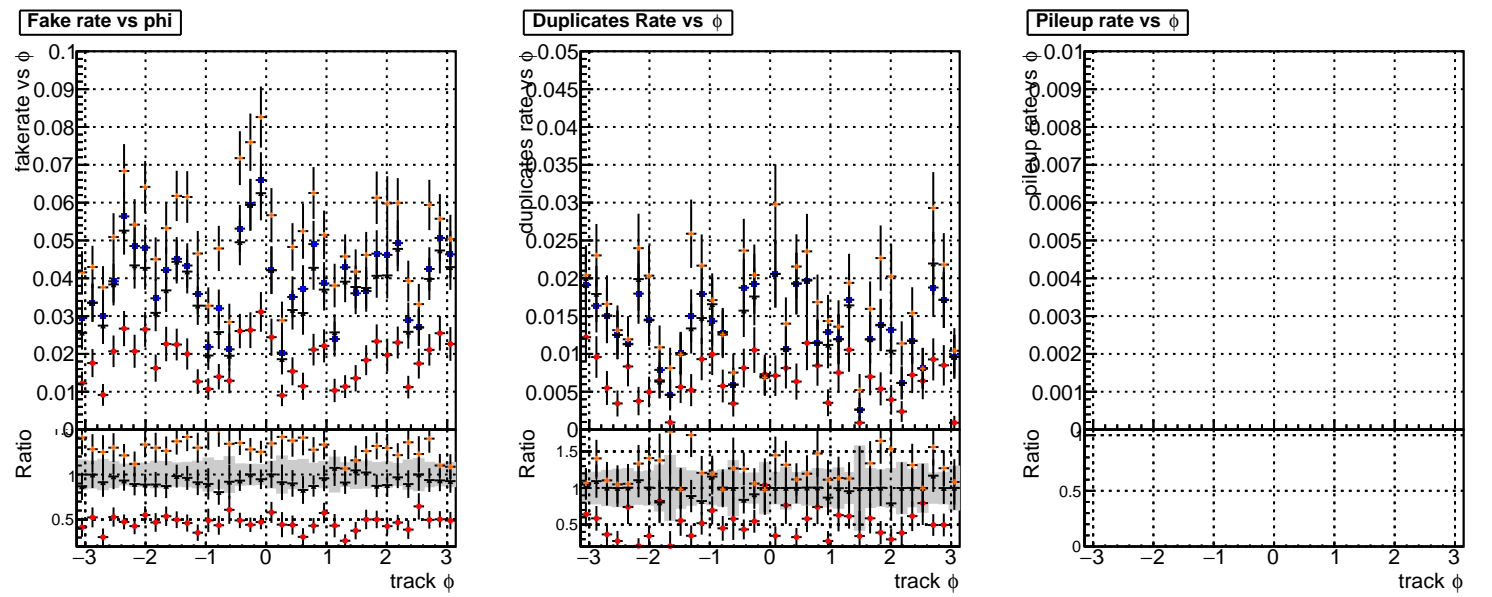 Fake rate vs phi
fakerate vs ϕ
0.1
0.09
0.08
0.07
0.06
0.05
0.04
0.03
0.02
0.01
0
Ratio
1
0.5
−3 −2 −1 0 1 2 3
track ϕ
Duplicates Rate vs ϕ
duplicates rate vs ϕ
0.05
0.045
0.04
0.035
0.03
0.025
0.02
0.015
0.01
0.005
0
Ratio
1.5
1
0.5
−3 −2 −1 0 1 2 3
track ϕ
Pileup rate vs ϕ
pileup rate vs ϕ
0.01
0.009
0.008
0.007
0.006
0.005
0.004
0.003
0.002
0.001
0
Ratio
0.5
0
−3 −2 −1 0 1 2 3
track ϕ